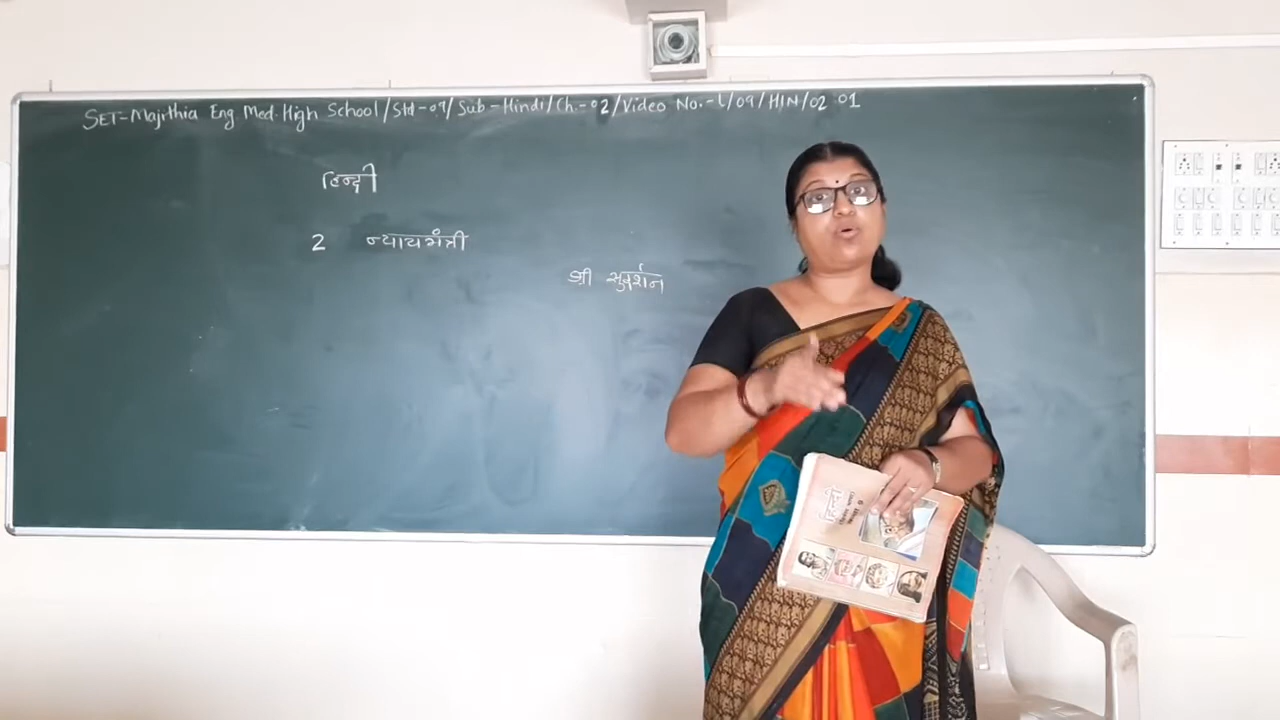 SET-Majithia Eng Med. High School/Std-09/Sub-Hindi/Ch.-02/Video No.-L/09/HIN/02.01
हिन्दी
2 न्यायमंत्री
श्री सुदर्शन
हिन्दी